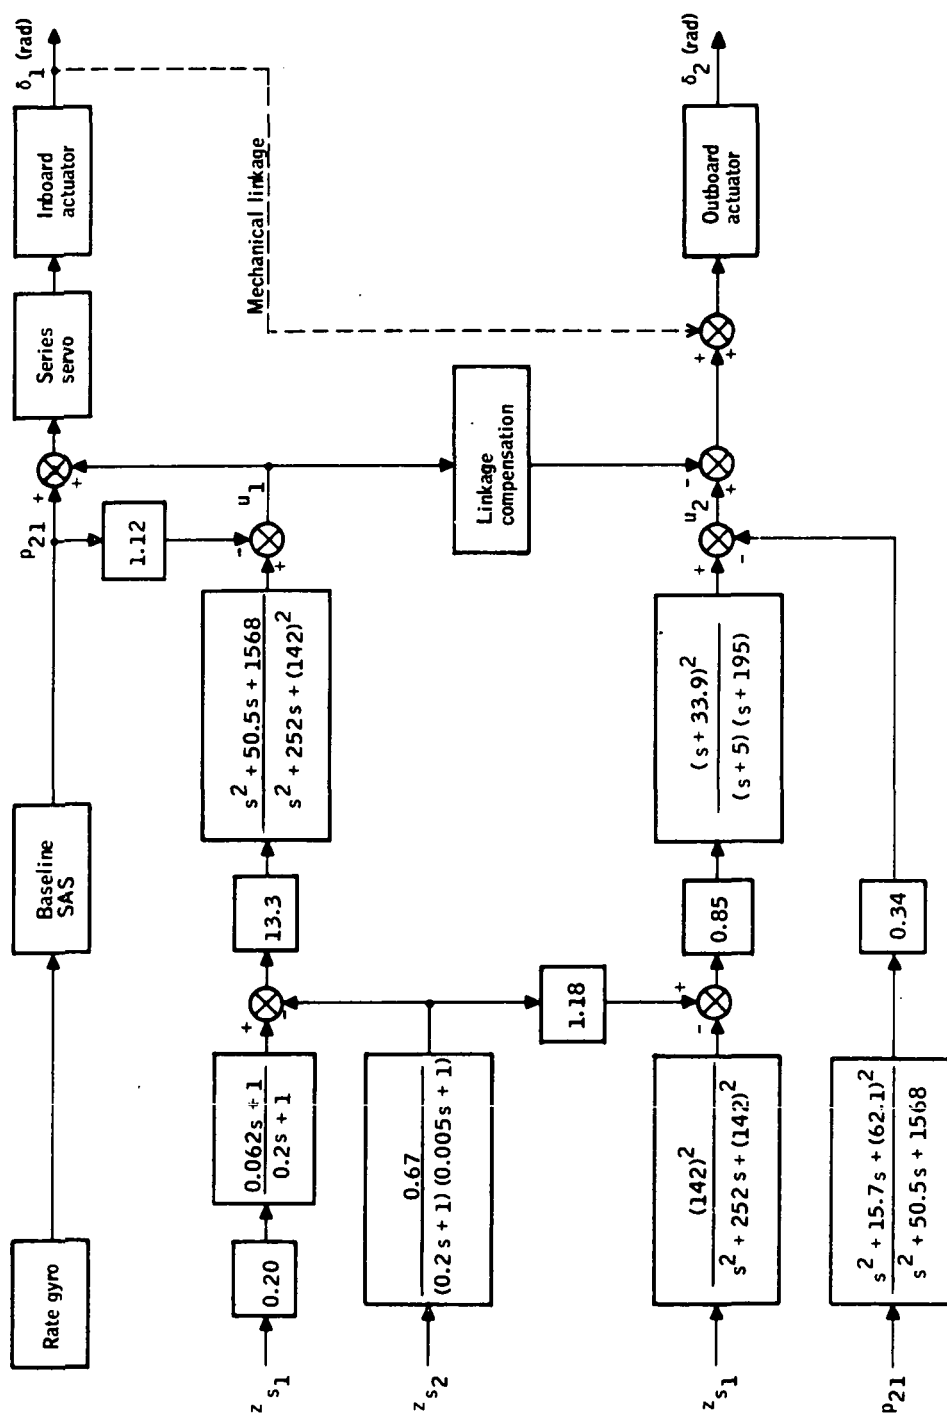 Rate gyro
Baseline
SAS
p21
+
+
Series
servo
Inboard
actuator
δ1 (rad)
1.12
Mechanical linkage
zs1
0.20
0.062s + 1
0.2s + 1
+
-
13.3
s² + 50.5s + 1568
s² + 252s + (142)²
-
+
u1
zs2
0.67
(0.2s + 1) (0.005s + 1)
1.18
Linkage
compensation
zs1
(142)²
s² + 252s + (142)²
+
-
0.85
(s + 33.9)²
(s + 5) (s + 195)
+
-
u2
-
+
+
+
Outboard
actuator
δ2 (rad)
p21
s² + 15.7s + (62.1)²
s² + 50.5s + 1568
0.34